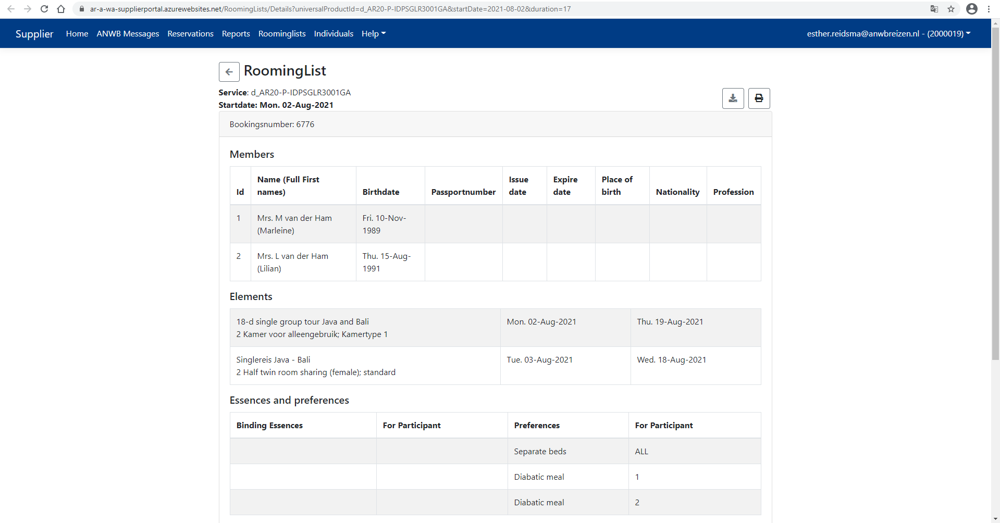 ar-a-wa-supplierportal.azurewebsites.net/RoomingLists/Details?universalProductId=d_AR20-P-IDPSGLR3001GA&startDate=2021-08-02&duration=17
Supplier Home ANWB Messages Reservations Reports Roominglists Individuals Help esther.reidsma@anwbreizen.nl - (2000019)
RoomingList
Service: d_AR20-P-IDPSGLR3001GA
Startdate: Mon. 02-Aug-2021
Bookingsnumber: 6776
Members
Id Name (Full First names) Birthdate Passportnumber Issue date Expire date Place of birth Nationality Profession
1 Mrs. M van der Ham (Marleine) Fri. 10-Nov-1989
2 Mrs. L van der Ham (Lilian) Thu. 15-Aug-1991
Elements
18-d single group tour Java and Bali Mon. 02-Aug-2021 Thu. 19-Aug-2021
2 Kamer voor alleengebruik; Kamertype 1
Singlereis Java - Bali Tue. 03-Aug-2021 Wed. 18-Aug-2021
2 Half twin room sharing (female); standard
Essences and preferences
Binding Essences For Participant Preferences For Participant
Separate beds ALL
Diabatic meal 1
Diabatic meal 2